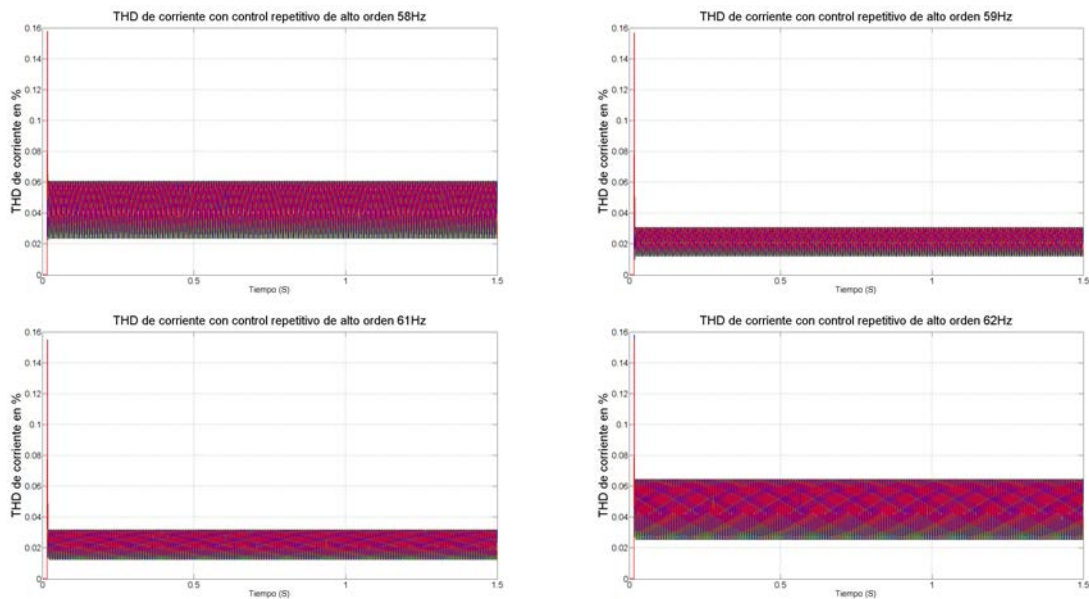 THD de corriente con control repetitivo de alto orden 58Hz
THD de corriente en %
0.16
0.14
0.12
0.1
0.08
0.06
0.04
0.02
0
0 0.5 1 1.5
Tiempo (S)
THD de corriente con control repetitivo de alto orden 59Hz
THD de corriente en %
0.16
0.14
0.12
0.1
0.08
0.06
0.04
0.02
0
0 0.5 1 1.5
Tiempo (S)
THD de corriente con control repetitivo de alto orden 61Hz
THD de corriente en %
0.16
0.14
0.12
0.1
0.08
0.06
0.04
0.02
0
0 0.5 1 1.5
Tiempo (S)
THD de corriente con control repetitivo de alto orden 62Hz
THD de corriente en %
0.16
0.14
0.12
0.1
0.08
0.06
0.04
0.02
0
0 0.5 1 1.5
Tiempo (S)